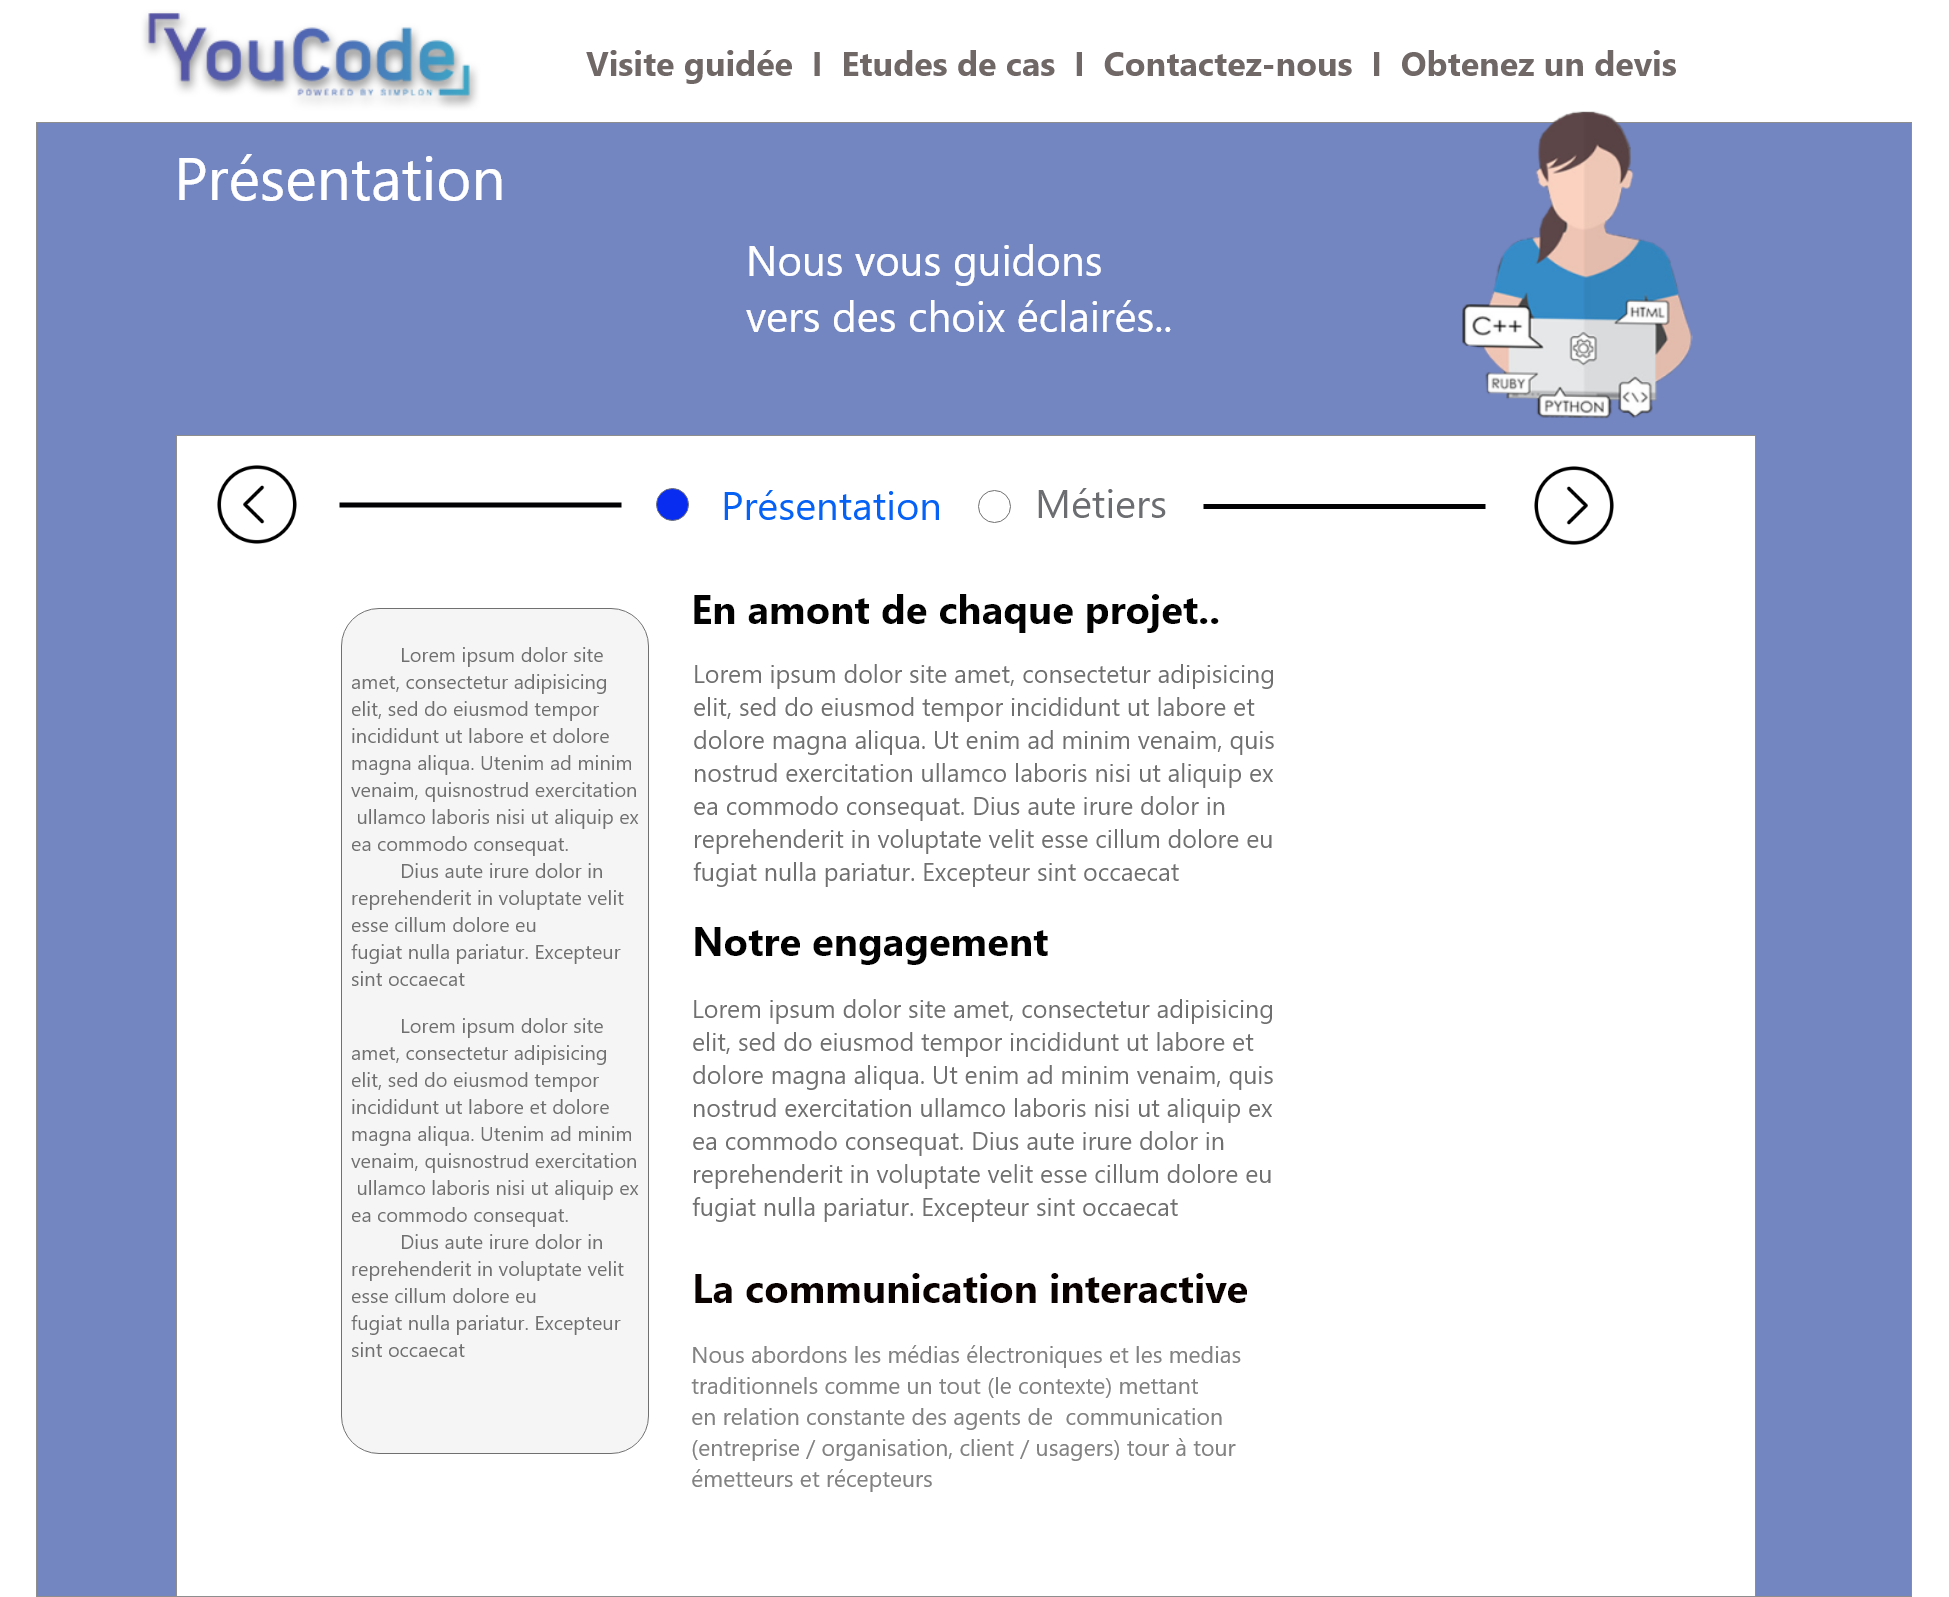 YouCode
POWERED BY SIMPLON
Visite guidée I Etudes de cas I Contactez-nous I Obtenez un devis
Présentation
Nous vous guidons
vers des choix éclairés..
C++
HTML
RUBY
PYTHON
<\>
Présentation
Métiers
Lorem ipsum dolor site
amet, consectetur adipisicing
elit, sed do eiusmod tempor
incididunt ut labore et dolore
magna aliqua. Utenim ad minim
venaim, quisnostrud exercitation
ullamco laboris nisi ut aliquip ex
ea commodo consequat.
Dius aute irure dolor in
reprehenderit in voluptate velit
esse cillum dolore eu
fugiat nulla pariatur. Excepteur
sint occaecat
Lorem ipsum dolor site
amet, consectetur adipisicing
elit, sed do eiusmod tempor
incididunt ut labore et dolore
magna aliqua. Utenim ad minim
venaim, quisnostrud exercitation
ullamco laboris nisi ut aliquip ex
ea commodo consequat.
Dius aute irure dolor in
reprehenderit in voluptate velit
esse cillum dolore eu
fugiat nulla pariatur. Excepteur
sint occaecat
En amont de chaque projet..
Lorem ipsum dolor site amet, consectetur adipisicing
elit, sed do eiusmod tempor incididunt ut labore et
dolore magna aliqua. Ut enim ad minim venaim, quis
nostrud exercitation ullamco laboris nisi ut aliquip ex
ea commodo consequat. Dius aute irure dolor in
reprehenderit in voluptate velit esse cillum dolore eu
fugiat nulla pariatur. Excepteur sint occaecat
Notre engagement
Lorem ipsum dolor site amet, consectetur adipisicing
elit, sed do eiusmod tempor incididunt ut labore et
dolore magna aliqua. Ut enim ad minim venaim, quis
nostrud exercitation ullamco laboris nisi ut aliquip ex
ea commodo consequat. Dius aute irure dolor in
reprehenderit in voluptate velit esse cillum dolore eu
fugiat nulla pariatur. Excepteur sint occaecat
La communication interactive
Nous abordons les médias électroniques et les medias
traditionnels comme un tout (le contexte) mettant
en relation constante des agents de communication
(entreprise / organisation, client / usagers) tour à tour
émetteurs et récepteurs